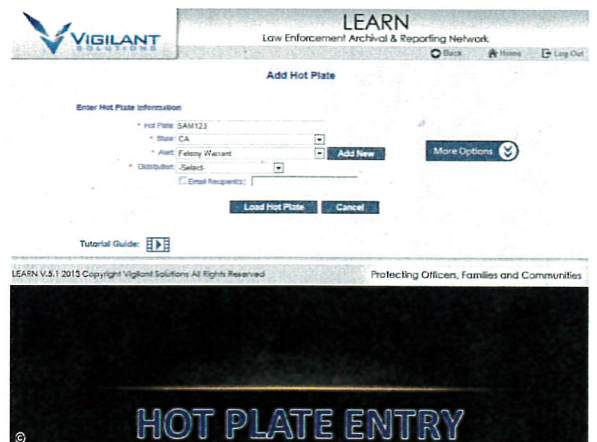 VIGILANT
SOLUTIONS
LEARN
Law Enforcement Archival & Reporting Network
Back Home Log Out
Add Hot Plate
Enter Hot Plate Information
* Hot Plate: SAM123
* State: CA
* Alert: Felony Warrant Add New
More Options
* Distribution: -Select-
Email Recipient(s):
Load Hot Plate Cancel
Tutorial Guide:
LEARN V.5.1 2013 Copyright Vigilant Solutions All Rights Reserved Protecting Officers, Families and Communities
HOT PLATE ENTRY
©